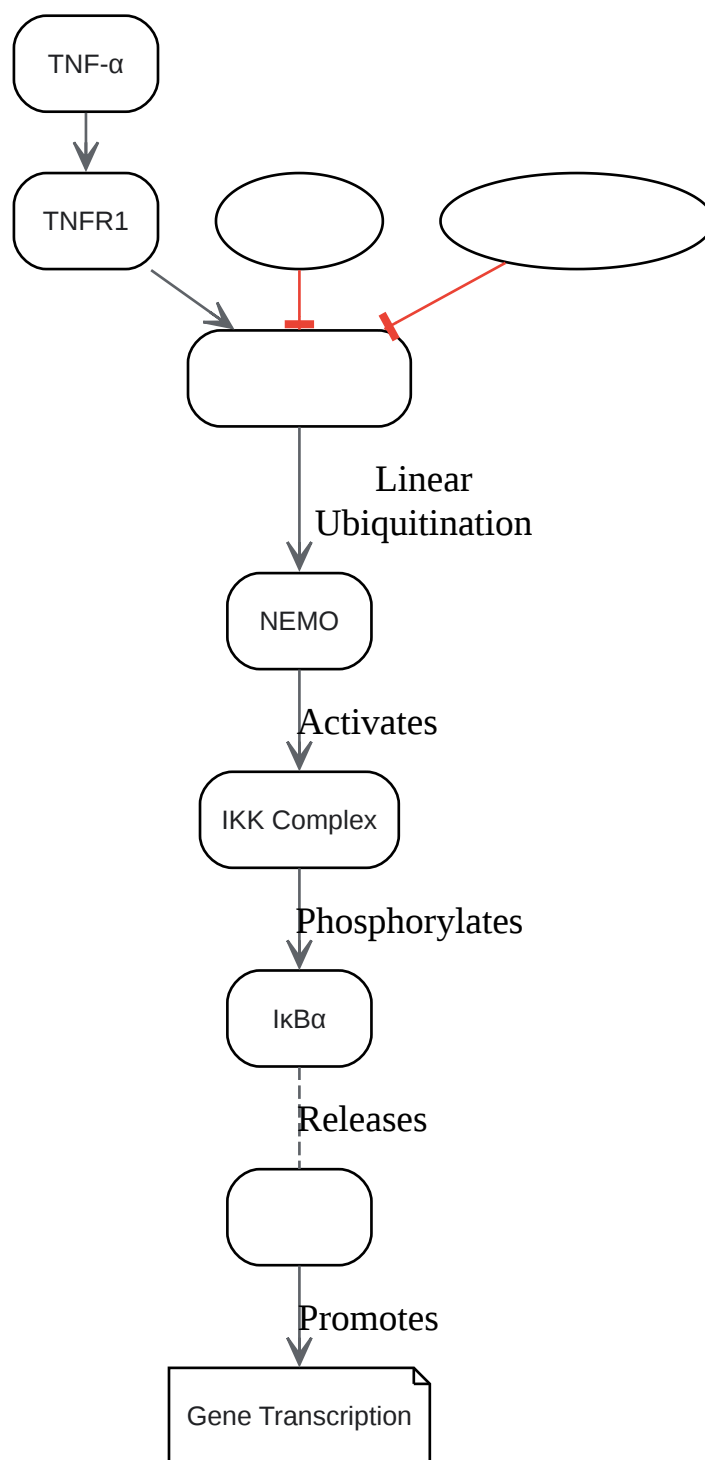 TNF-α
TNFR1
Linear
Ubiquitination
NEMO
Activates
IKK Complex
Phosphorylates
IκBα
Releases
Promotes
Gene Transcription